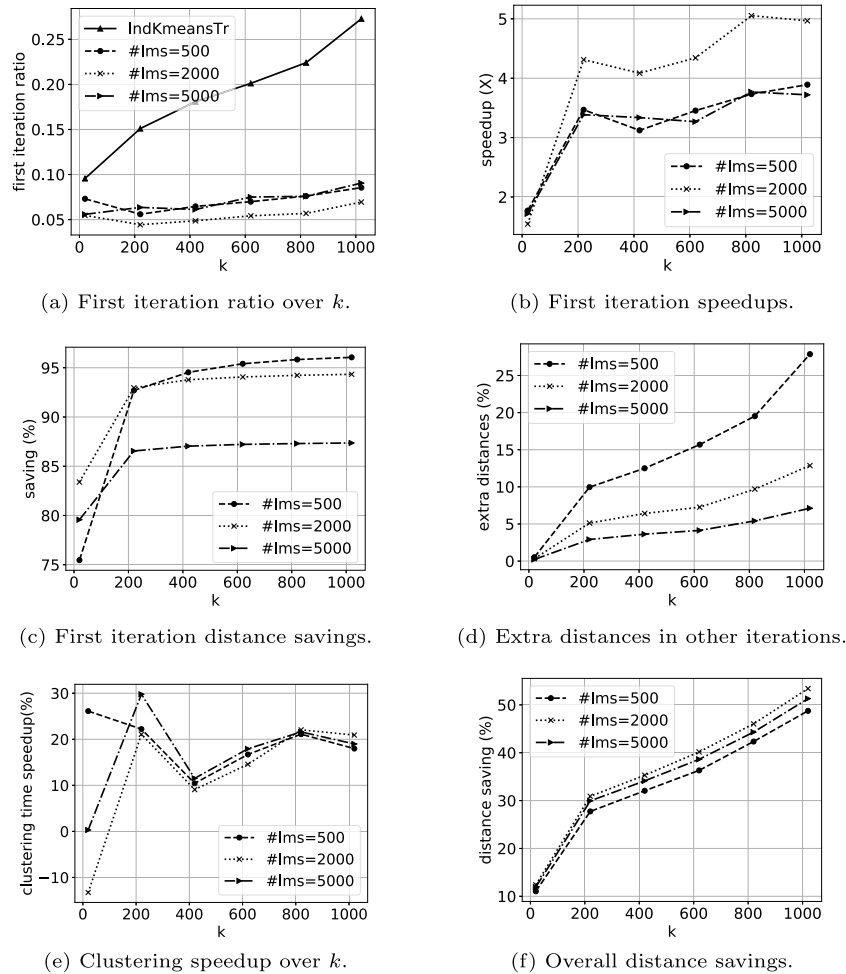 first iteration ratio
0.25
0.20
0.15
0.10
0.05
IndKmeansTr
#lms=500
#lms=2000
#lms=5000
0 200 400 600 800 1000
k
(a) First iteration ratio over k.
speedup (X)
5
4
3
2
#lms=500
#lms=2000
#lms=5000
0 200 400 600 800 1000
k
(b) First iteration speedups.
saving (%)
95
90
85
80
75
#lms=500
#lms=2000
#lms=5000
0 200 400 600 800 1000
k
(c) First iteration distance savings.
extra distances (%)
25
20
15
10
5
0
#lms=500
#lms=2000
#lms=5000
0 200 400 600 800 1000
k
(d) Extra distances in other iterations.
clustering time speedup(%)
30
20
10
0
−10
#lms=500
#lms=2000
#lms=5000
0 200 400 600 800 1000
k
(e) Clustering speedup over k.
distance saving (%)
50
40
30
20
10
#lms=500
#lms=2000
#lms=5000
0 200 400 600 800 1000
k
(f) Overall distance savings.